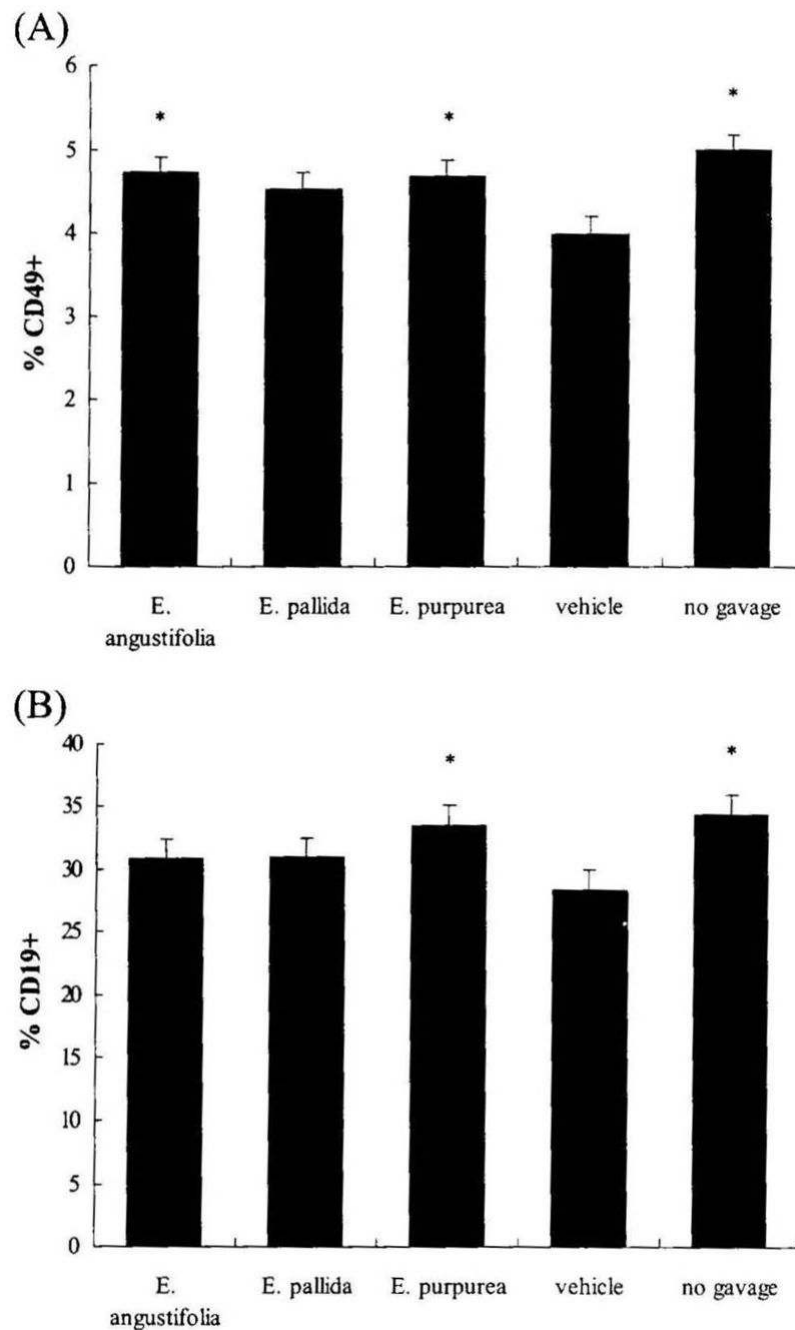 (A)
6
5
4
3
2
1
0
% CD49+
*
*
*
E.
angustifolia
E. pallida
E. purpurea
vehicle
no gavage
(B)
40
35
30
25
20
15
10
5
0
% CD19+
*
*
E.
angustifolia
E. pallida
E. purpurea
vehicle
no gavage